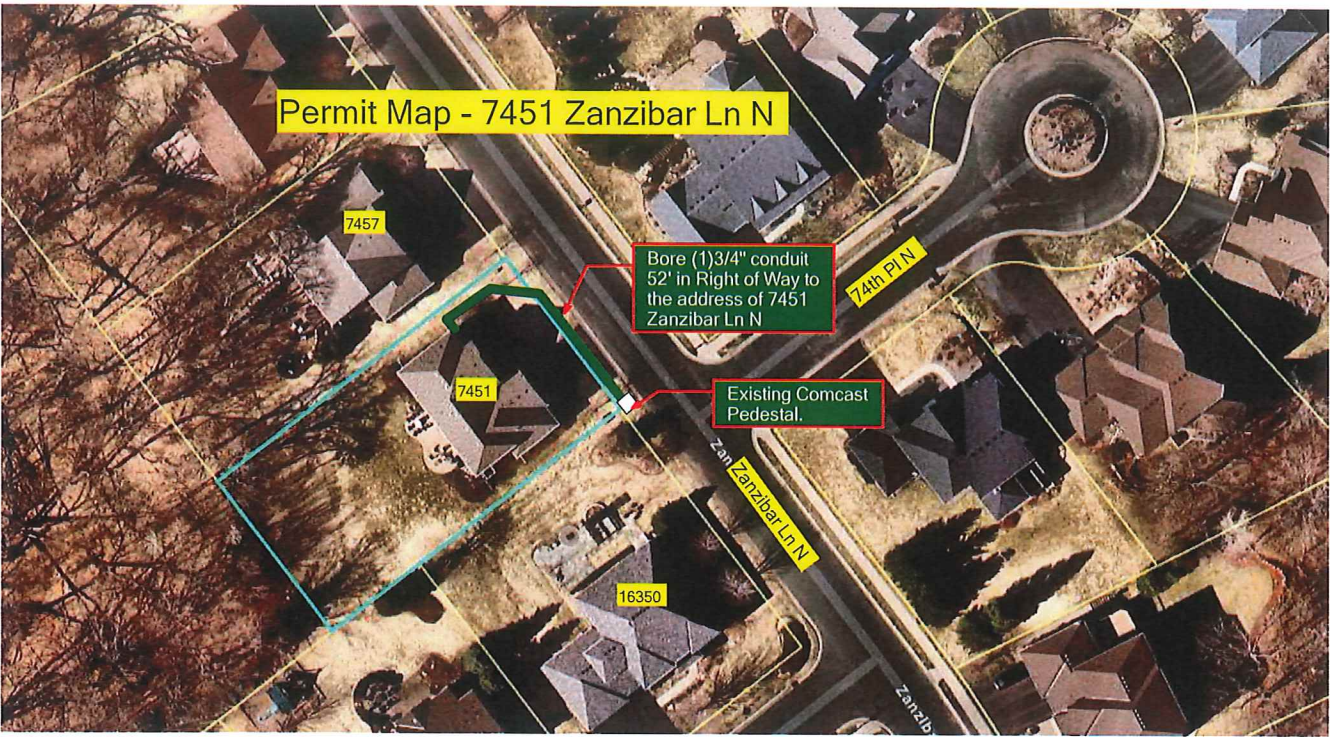 Permit Map - 7451 Zanzibar Ln N
7457
Bore (1)3/4" conduit
52' in Right of Way to
the address of 7451
Zanzibar Ln N
74th Pl N
7451
Existing Comcast
Pedestal.
Zan
Zanzibar Ln N
16350
Zanzib